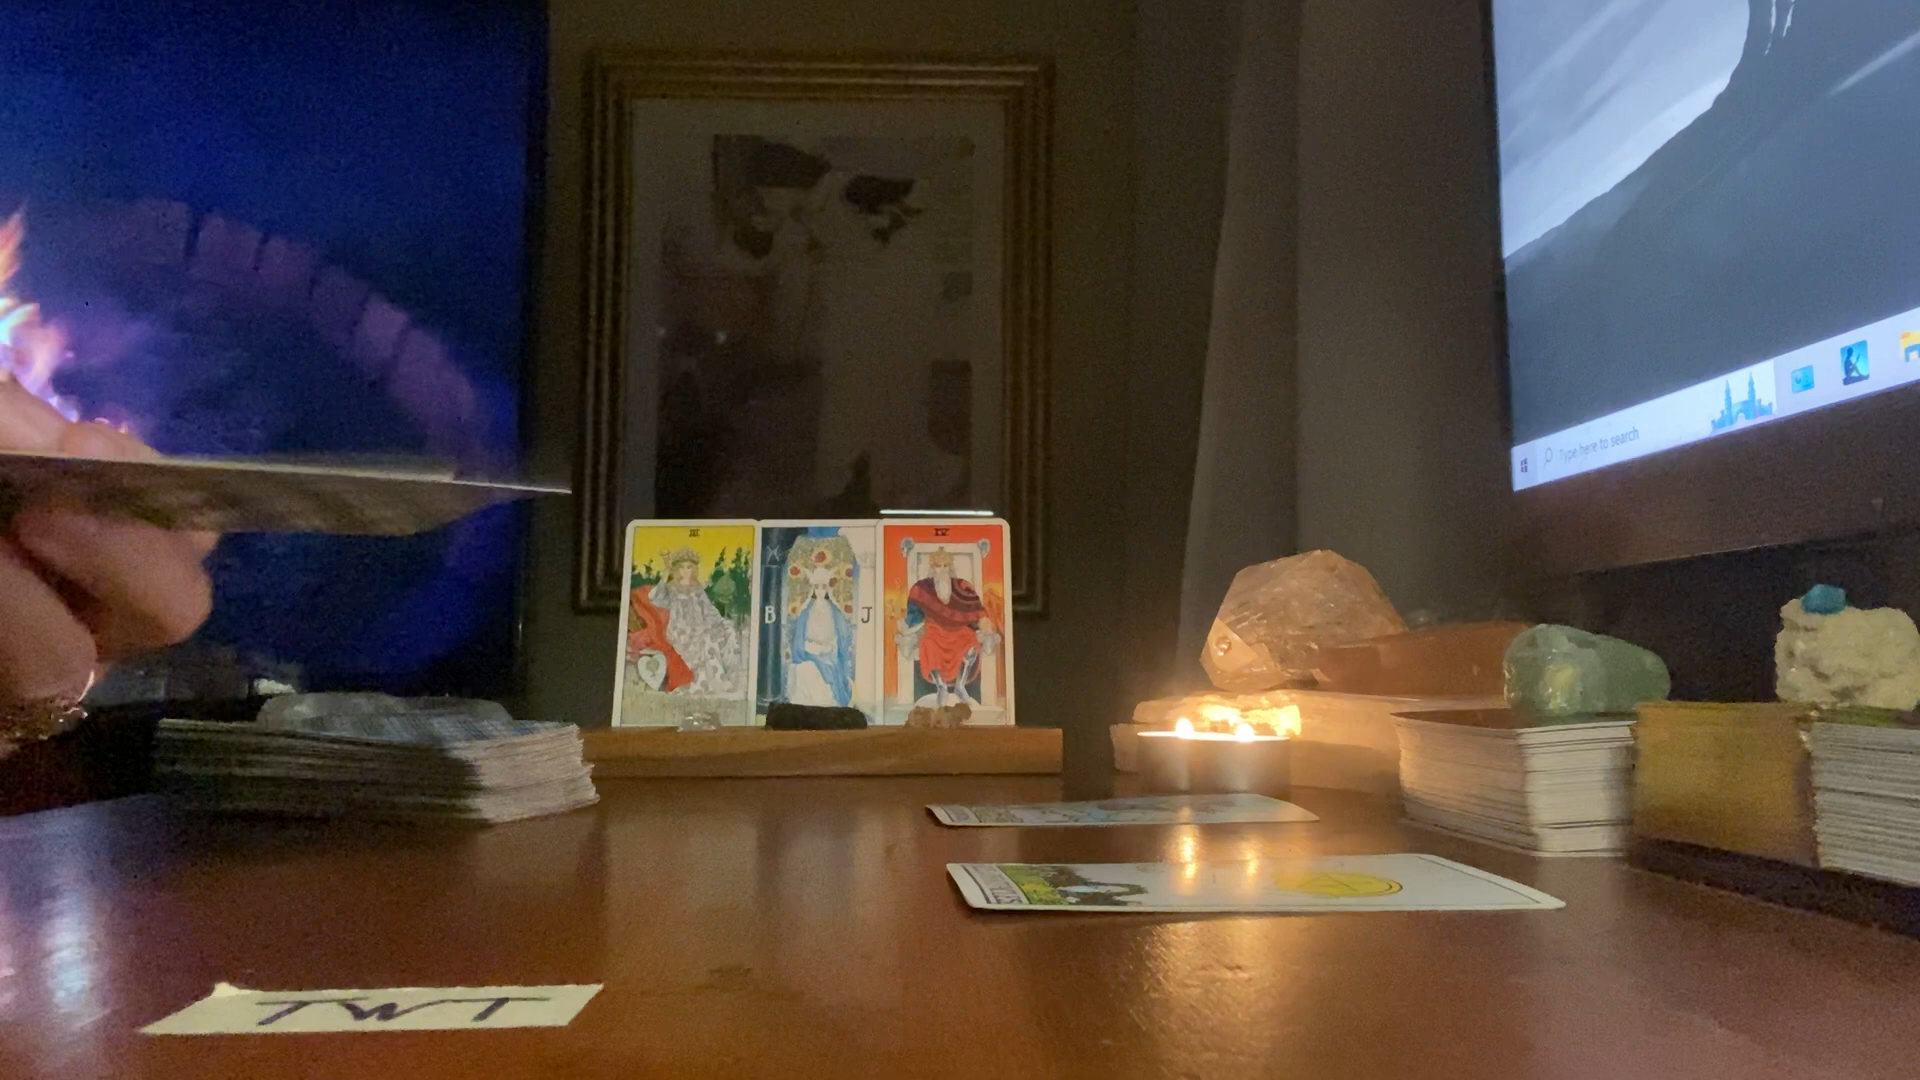 III
B
J
IV
Type here to search
TWT